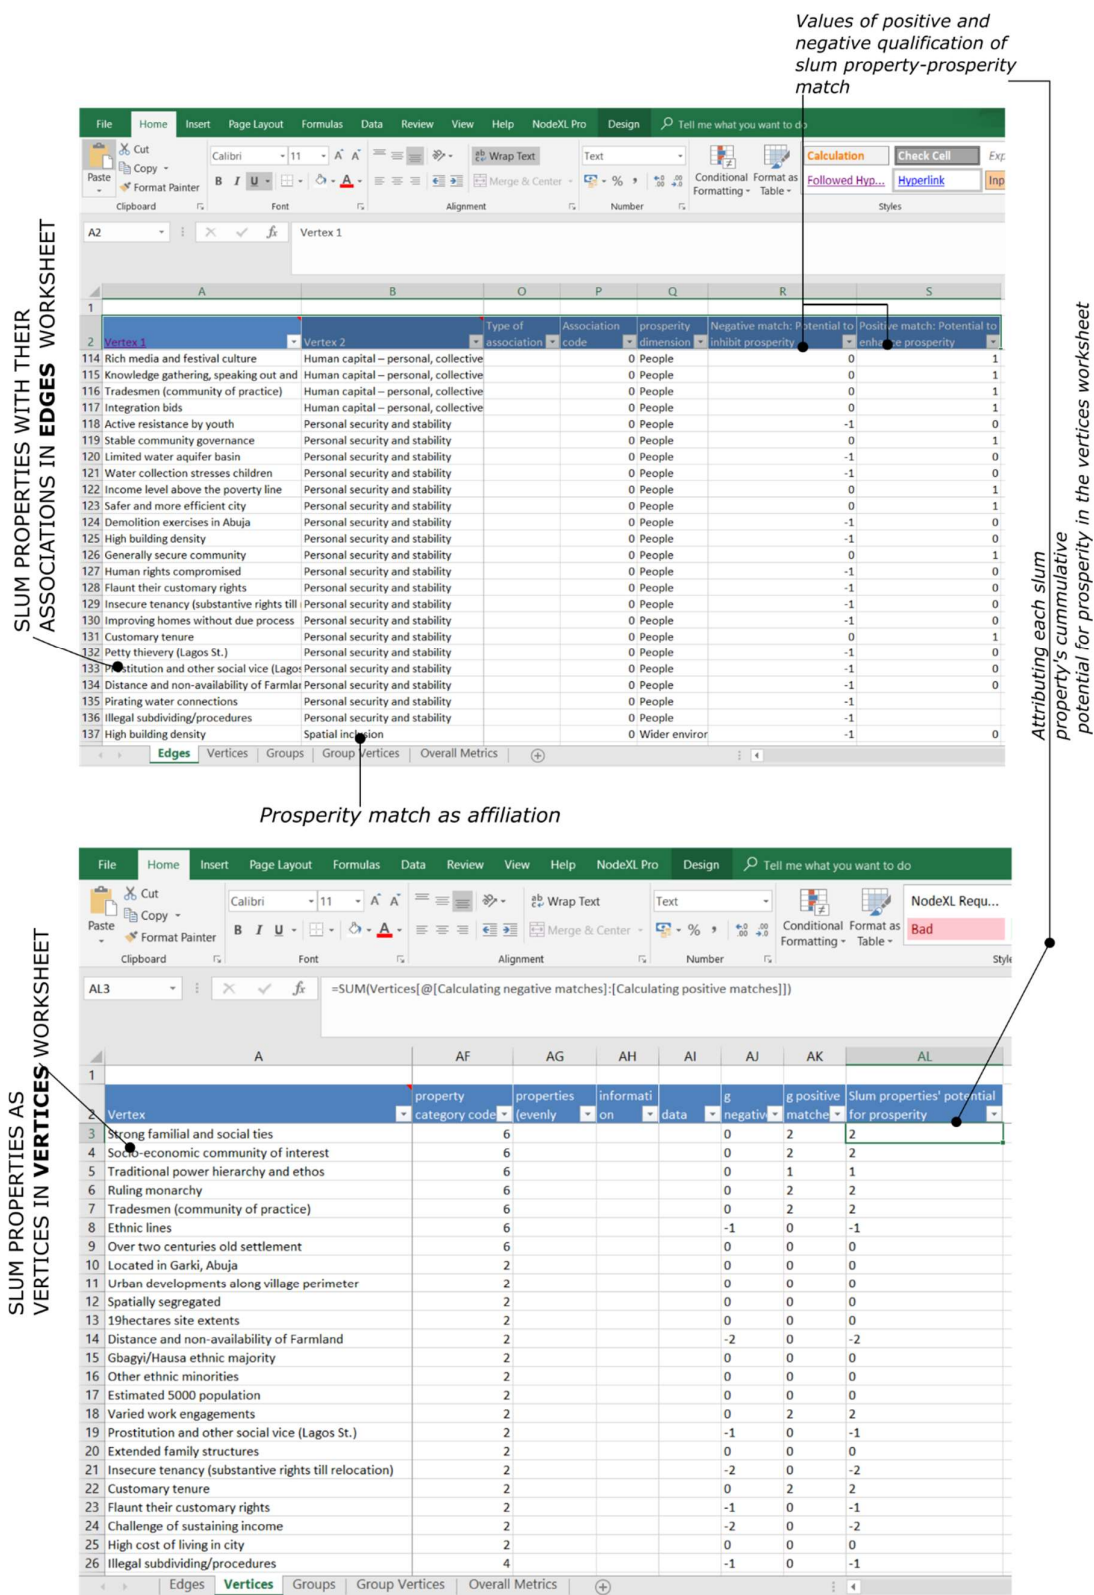 Values of positive and
negative qualification of
slum property-prosperity
match
File Home Insert Page Layout Formulas Data Review View Help NodeXL Pro Design Tell me what you want to do
Cut
Copy
Format Painter
Paste
Calibri 11
B I U
Wrap Text
Merge & Center
Text
Conditional Formatting
Format as Table
Calculation Check Cell
Followed Hyp... Hyperlink
Clipboard Font Alignment Number Styles
A2 fx Vertex 1
A B O P Q R S
1
2 Vertex 1 Vertex 2 Type of association Association code prosperity dimension Negative match: Potential to inhibit prosperity Positive match: Potential to enhance prosperity
114 Rich media and festival culture Human capital – personal, collective 0 People 0 1
115 Knowledge gathering, speaking out and Human capital – personal, collective 0 People 0 1
116 Tradesmen (community of practice) Human capital – personal, collective 0 People 0 1
117 Integration bids Human capital – personal, collective 0 People 0 1
118 Active resistance by youth Personal security and stability 0 People -1 0
119 Stable community governance Personal security and stability 0 People 0 1
120 Limited water aquifer basin Personal security and stability 0 People -1 0
121 Water collection stresses children Personal security and stability 0 People -1 0
122 Income level above the poverty line Personal security and stability 0 People 0 1
123 Safer and more efficient city Personal security and stability 0 People 0 1
124 Demolition exercises in Abuja Personal security and stability 0 People -1 0
125 High building density Personal security and stability 0 People -1 0
126 Generally secure community Personal security and stability 0 People 0 1
127 Human rights compromised Personal security and stability 0 People -1 0
128 Flaunt their customary rights Personal security and stability 0 People -1 0
129 Insecure tenancy (substantive rights till Personal security and stability 0 People -1 0
130 Improving homes without due process Personal security and stability 0 People -1 0
131 Customary tenure Personal security and stability 0 People 0 1
132 Petty thievery (Lagos St.) Personal security and stability 0 People -1 0
133 Prostitution and other social vice (Lagos Personal security and stability 0 People -1 0
134 Distance and non-availability of Farmlar Personal security and stability 0 People -1 0
135 Pirating water connections Personal security and stability 0 People -1
136 Illegal subdividing/procedures Personal security and stability 0 People -1
137 High building density Spatial inclusion 0 Wider enviror -1 0
Edges Vertices Groups Group Vertices Overall Metrics
SLUM PROPERTIES WITH THEIR
ASSOCIATIONS IN EDGES WORKSHEET
Attributing each slum
property's cummulative
potential for prosperity in the vertices worksheet
Prosperity match as affiliation
File Home Insert Page Layout Formulas Data Review View Help NodeXL Pro Design Tell me what you want to do
Cut
Copy
Format Painter
Paste
Calibri 11
B I U
Wrap Text
Merge & Center
Text
Conditional Formatting
Format as Table
NodeXL Requ...
Bad
Clipboard Font Alignment Number Style
AL3 fx =SUM(Vertices[@[Calculating negative matches]:[Calculating positive matches]])
A AF AG AH AI AJ AK AL
1
2 Vertex property category code properties (evenly informati on data g negativ g positive matche Slum properties' potential for prosperity
3 Strong familial and social ties 6 0 2 2
4 Socio-economic community of interest 6 0 2 2
5 Traditional power hierarchy and ethos 6 0 1 1
6 Ruling monarchy 6 0 2 2
7 Tradesmen (community of practice) 6 0 2 2
8 Ethnic lines 6 -1 0 -1
9 Over two centuries old settlement 6 0 0 0
10 Located in Garki, Abuja 2 0 0 0
11 Urban developments along village perimeter 2 0 0 0
12 Spatially segregated 2 0 0 0
13 19hectares site extents 2 0 0 0
14 Distance and non-availability of Farmland 2 -2 0 -2
15 Gbagyi/Hausa ethnic majority 2 0 0 0
16 Other ethnic minorities 2 0 0 0
17 Estimated 5000 population 2 0 0 0
18 Varied work engagements 2 0 2 2
19 Prostitution and other social vice (Lagos St.) 2 -1 0 -1
20 Extended family structures 2 0 0 0
21 Insecure tenancy (substantive rights till relocation) 2 -2 0 -2
22 Customary tenure 2 0 2 2
23 Flaunt their customary rights 2 -1 0 -1
24 Challenge of sustaining income 2 -2 0 -2
25 High cost of living in city 2 0 0 0
26 Illegal subdividing/procedures 4 -1 0 -1
Edges Vertices Groups Group Vertices Overall Metrics
SLUM PROPERTIES AS
VERTICES IN VERTICES WORKSHEET